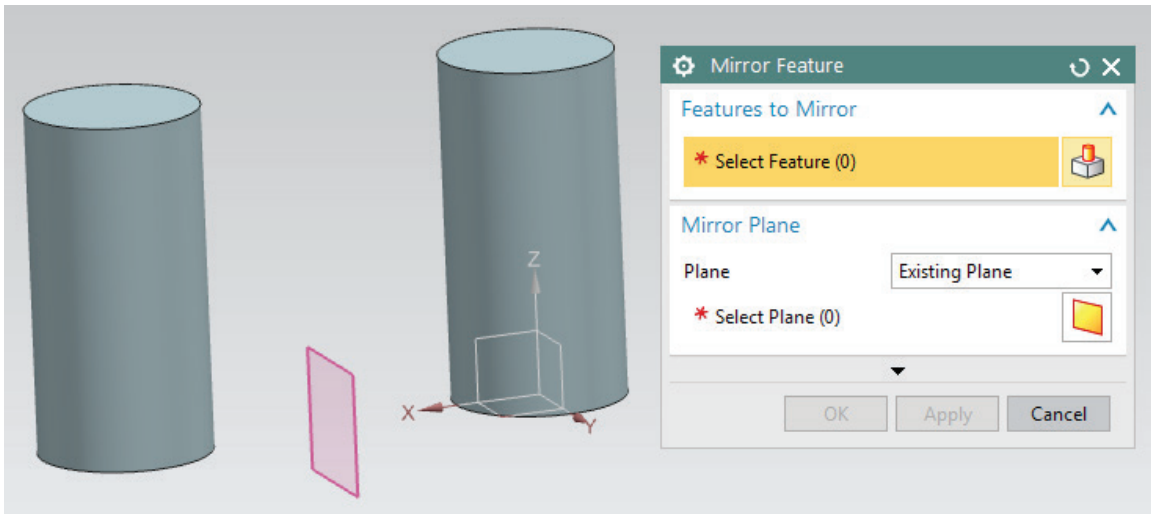 Mirror Feature
Features to Mirror
* Select Feature (0)
Mirror Plane
Plane Existing Plane
* Select Plane (0)
OK Apply Cancel
Z
X
Y